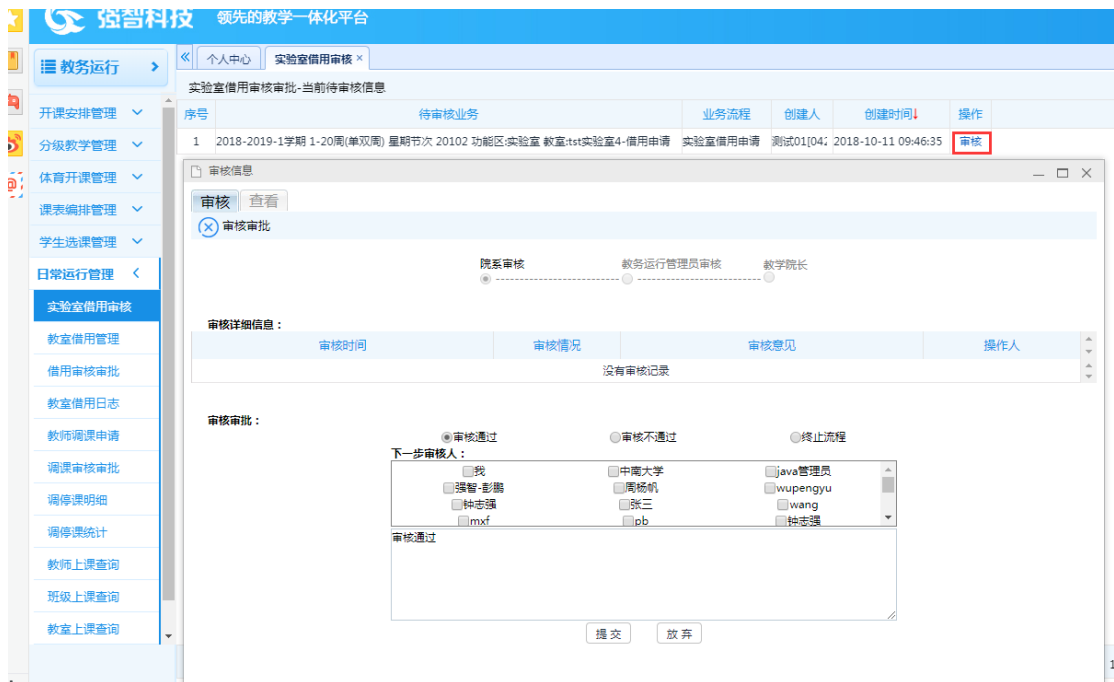 强智科技 领先的教学一体化平台
教务运行
个人中心 实验室借用审核 ×
实验室借用审核审批-当前待审核信息
开课安排管理
分级教学管理
体育开课管理
课表编排管理
学生选课管理
日常运行管理
实验室借用审核
教室借用管理
借用审核审批
教室借用日志
教师调课申请
调课审核审批
调停课明细
调停课统计
教师上课查询
班级上课查询
教室上课查询
序号 待审核业务 业务流程 创建人 创建时间↓ 操作
1 2018-2019-1学期 1-20周(单双周) 星期节次 20102 功能区:实验室 教室:tst实验室4-借用申请 实验室借用申请 测试01[042 2018-10-11 09:46:35 审核
审核信息
审核 查看
审核审批
院系审核 教务运行管理员审核 教学院长
审核详细信息：
审核时间 审核情况 审核意见 操作人
没有审核记录
审核审批：
审核通过 审核不通过 终止流程
下一步审核人：
我 中南大学 java管理员
强智-彭鹏 周杨帆 wupengyu
钟志强 张三 wang
mxf pb 钟志强
审核通过
提 交 放 弃
1